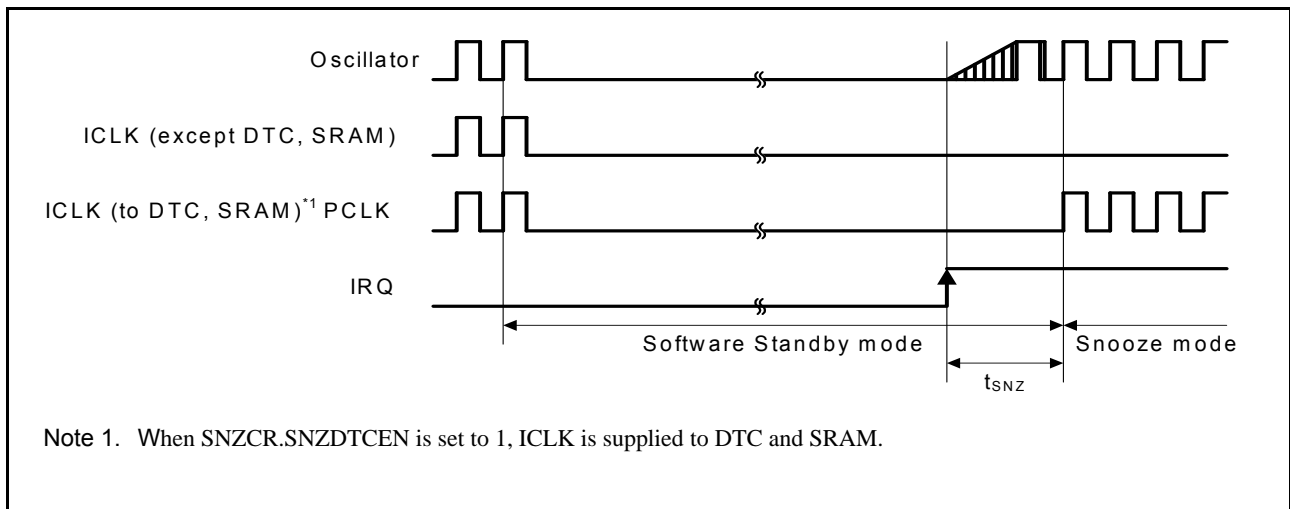 Oscillator
ICLK (except DTC, SRAM)
ICLK (to DTC, SRAM)*1 PCLK
IRQ
Software Standby mode
Snooze mode
tSNZ
Note 1. When SNZCR.SNZDTCEN is set to 1, ICLK is supplied to DTC and SRAM.